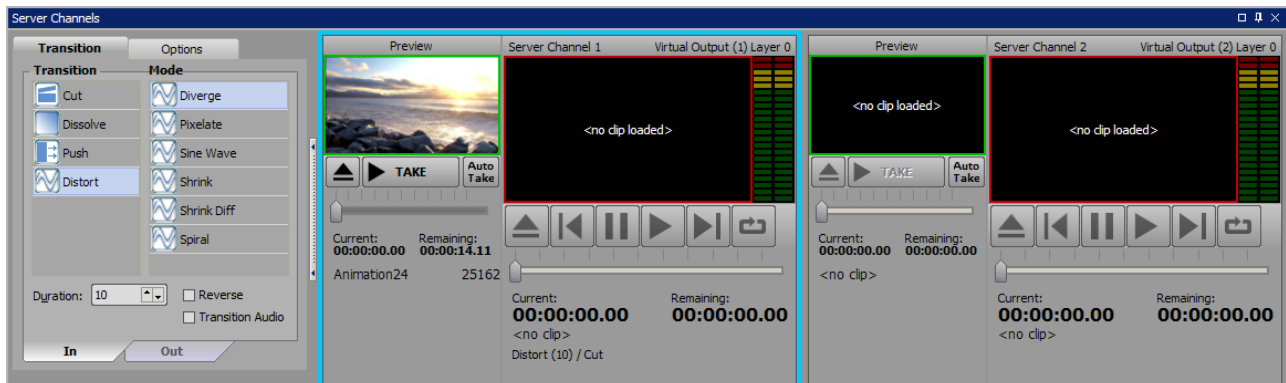 Server Channels
Transition Options
Transition Mode
Cut Diverge
Dissolve Pixelate
Push Sine Wave
Distort Shrink
Shrink Diff
Spiral
Duration: 10 Reverse
Transition Audio
In Out
Preview
TAKE Auto Take
Current: Remaining:
00:00:00.00 00:00:14.11
Animation24 25162
Server Channel 1 Virtual Output (1) Layer 0
<no clip loaded>
Current: Remaining:
00:00:00.00 00:00:00.00
<no clip>
Distort (10) / Cut
Preview
<no clip loaded>
TAKE Auto Take
Current: Remaining:
00:00:00.00 00:00:00.00
<no clip>
Server Channel 2 Virtual Output (2) Layer 0
<no clip loaded>
Current: Remaining:
00:00:00.00 00:00:00.00
<no clip>